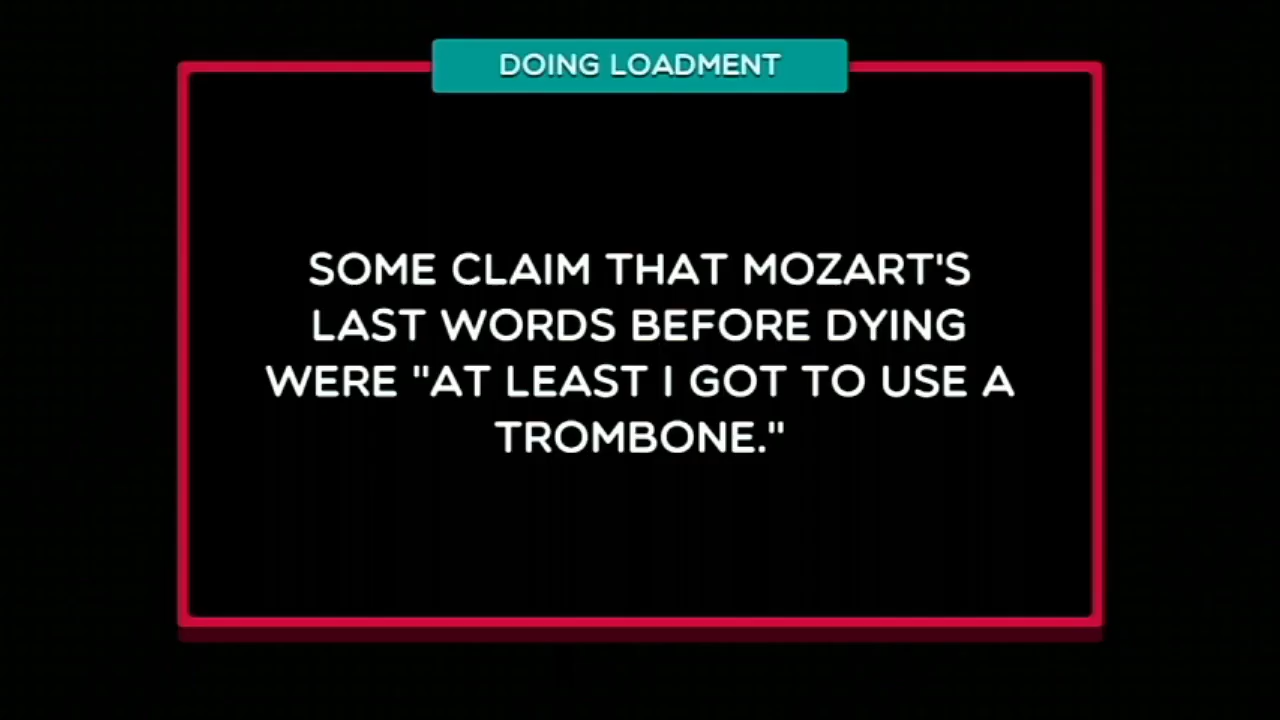 DOING LOADMENT
SOME CLAIM THAT MOZART'S
LAST WORDS BEFORE DYING
WERE "AT LEAST I GOT TO USE A
TROMBONE."